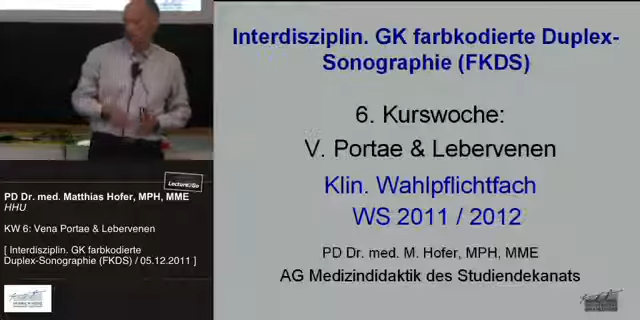 Interdisziplin. GK farbkodierte Duplex-
Sonographie (FKDS)
6. Kurswoche:
V. Portae & Lebervenen
Klin. Wahlpflichtfach
WS 2011 / 2012
PD Dr. med. M. Hofer, MPH, MME
AG Medizindidaktik des Studiendekanats
Lecture2Go
PD Dr. med. Matthias Hofer, MPH, MME
HHU
KW 6: Vena Portae & Lebervenen
[ Interdisziplin. GK farbkodierte
Duplex-Sonographie (FKDS) / 05.12.2011 ]